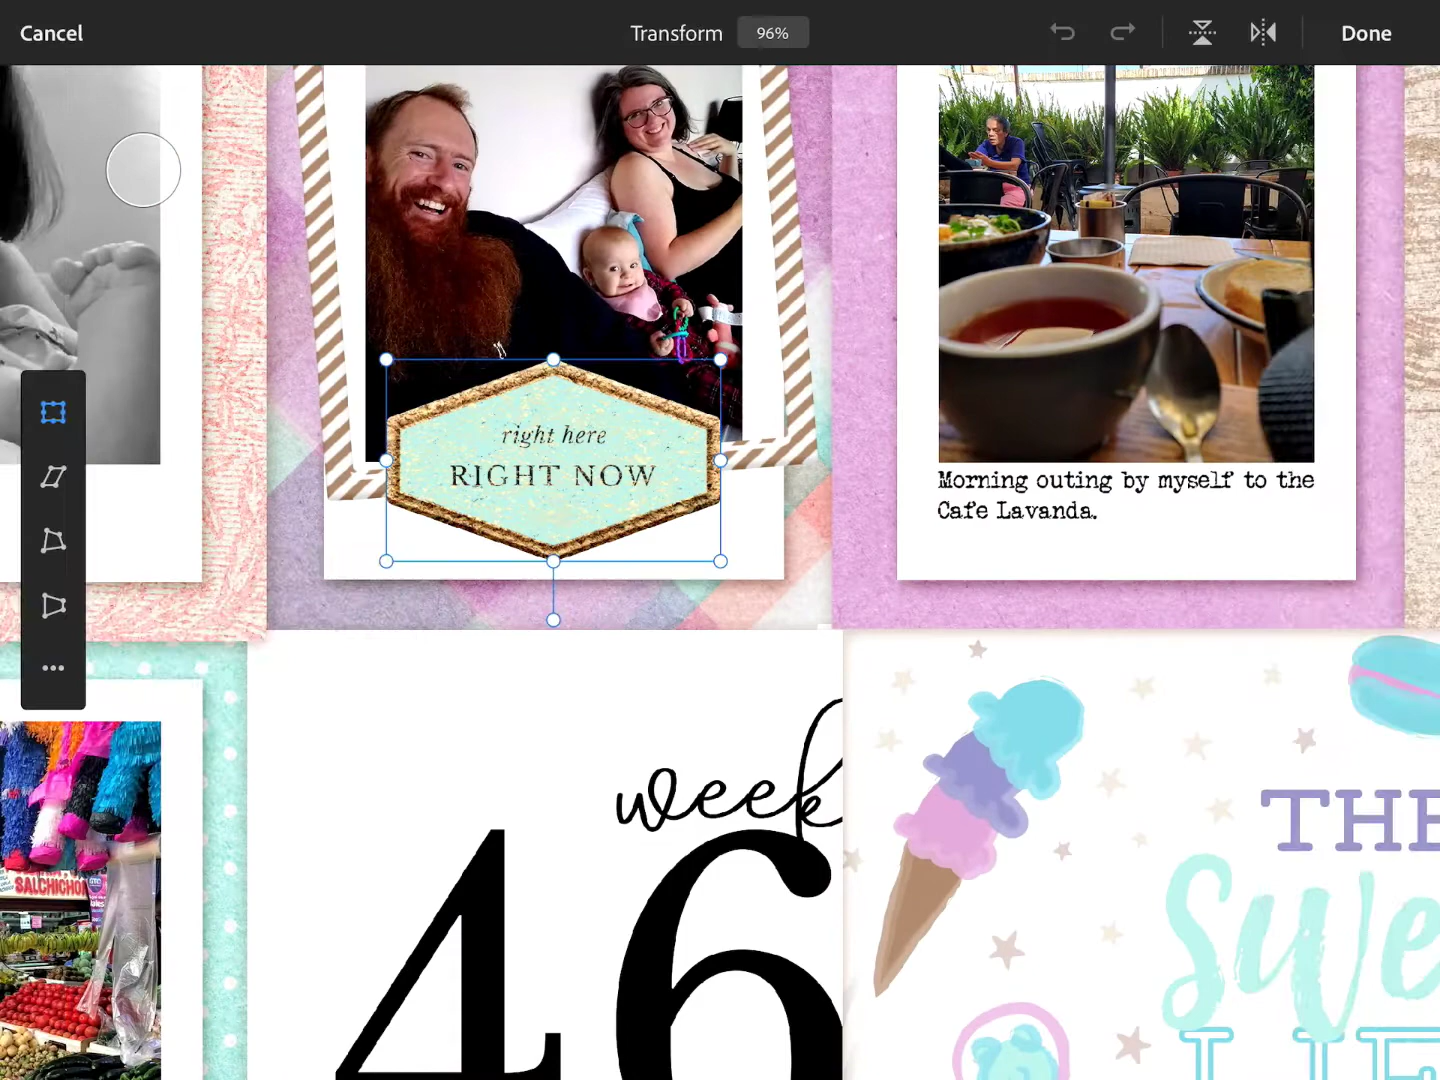 Cancel
Transform 96%
Done
right here
RIGHT NOW
Morning outing by myself to the
Cafe Lavanda.
week
46
SALCHICHO
THE
Swe